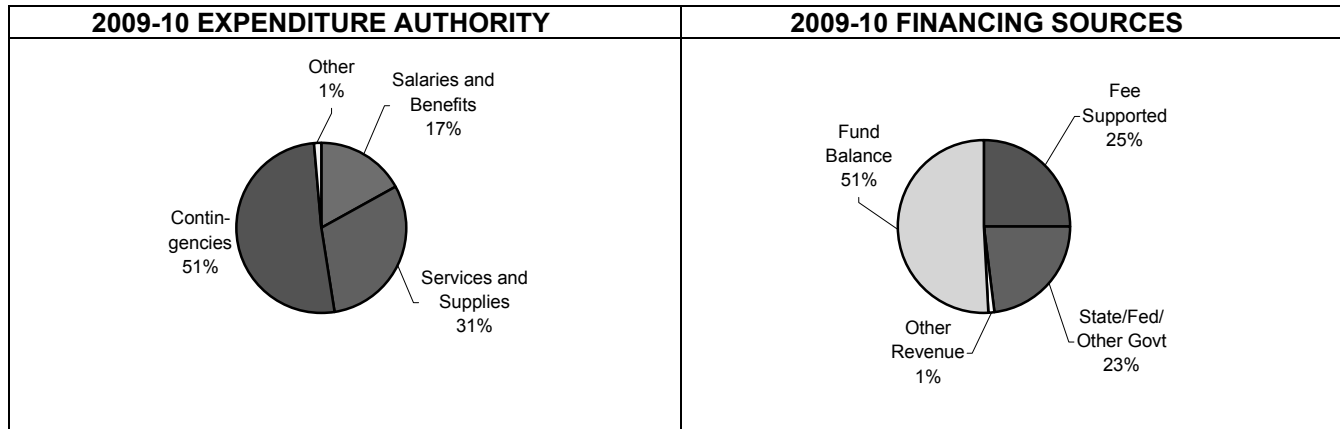 2009-10 EXPENDITURE AUTHORITY
Other
1%
Salaries and
Benefits
17%
Contin-
gencies
51%
Services and
Supplies
31%
2009-10 FINANCING SOURCES
Fee
Supported
25%
Fund
Balance
51%
Other
Revenue
1%
State/Fed/
Other Govt
23%